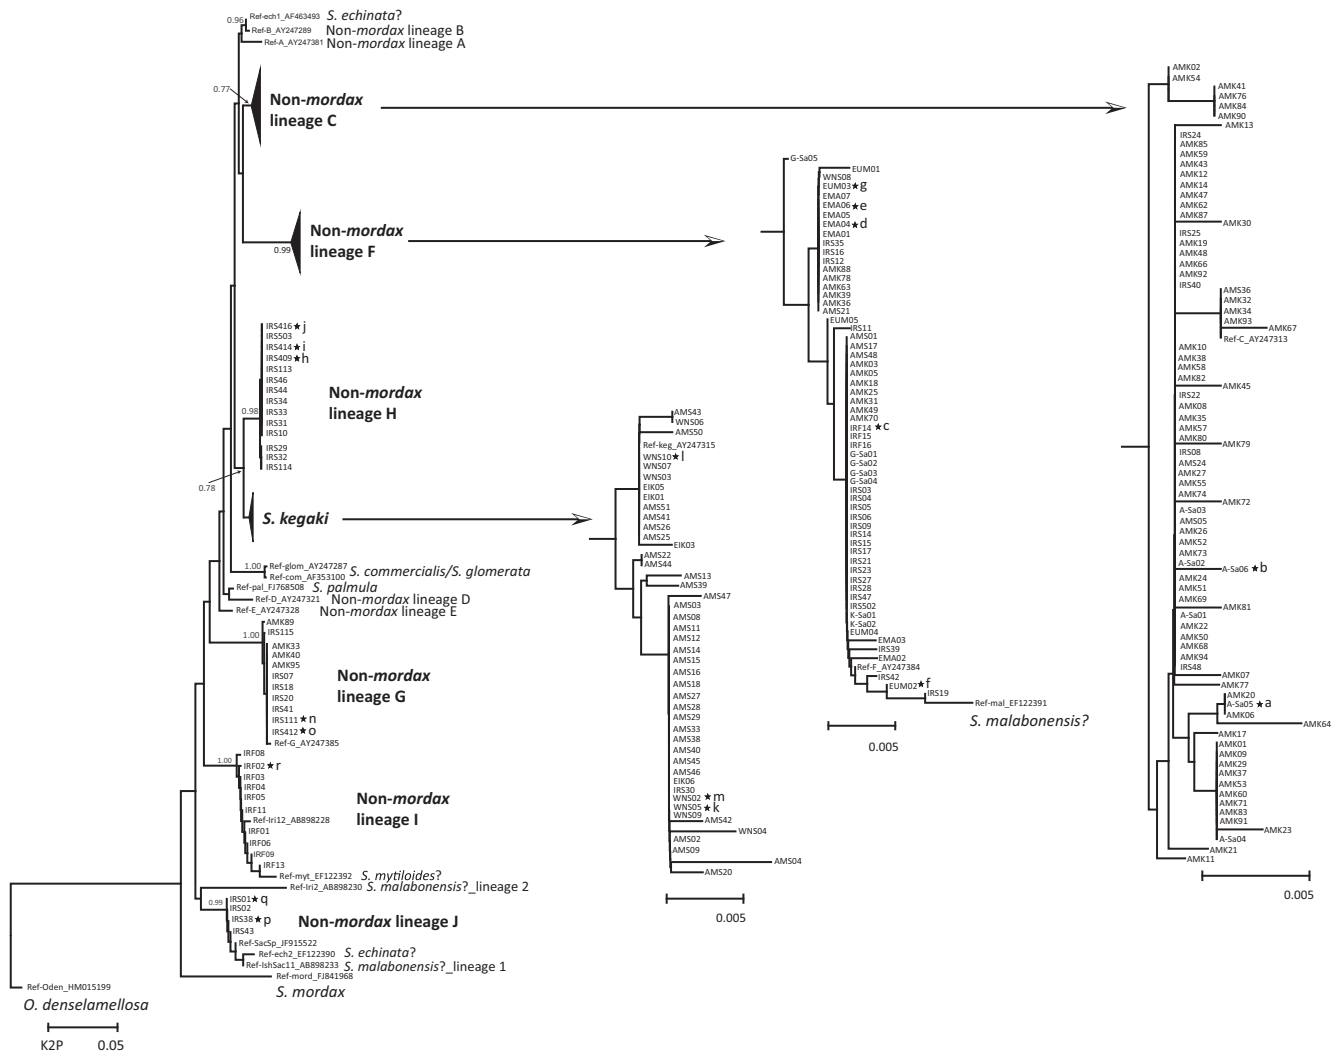 0.96
Ref-ech1_AF463493 S. echinata?
Ref-B_AY247289 Non-mordax lineage B
Ref-A_AY247381 Non-mordax lineage A
0.77
Non-mordax
lineage C
0.99
Non-mordax
lineage F
IRS416★j
IRS503
IRS414★i
IRS409★h
IRS113
IRS46
IRS44
IRS34
IRS33
IRS31
IRS10
IRS29
IRS32
IRS114
0.98
Non-mordax
lineage H
0.78
S. kegaki
1.00
Ref-glom_AY247287
Ref-com_AF353100
S. commercialis/S. glomerata
Ref-pal_FJ768508 S. palmula
Ref-D_AY247321 Non-mordax lineage D
Ref-E_AY247328 Non-mordax lineage E
AMK89
1.00
IRS115
AMK33
AMK40
AMK95
IRS07
IRS18
IRS20
IRS41
IRS111★n
IRS412★o
Ref-G_AY247385
Non-mordax
lineage G
IRF08
1.00
IRF02★r
IRF03
IRF04
IRF05
IRF11
Ref-Iri12_AB898228
IRF01
IRF06
IRF09
IRF13
Ref-myt_EF122392 S. mytiloides?
Non-mordax
lineage I
Ref-Iri2_AB898230 S. malabonensis?_lineage 2
0.99
IRS01★q
IRS02
IRS38★p
IRS43
Non-mordax lineage J
Ref-SacSp_JF915522
Ref-ech2_EF122390 S. echinata?
Ref-IshSac11_AB898233 S. malabonensis?_lineage 1
Ref-mord_FJ841968
S. mordax
Ref-Oden_HM015199
O. denselamellosa
K2P 0.05
AMS43
WNS06
AMS50
Ref-keg_AY247315
WNS10★l
WNS07
WNS03
EIK05
EIK01
AMS51
AMS41
AMS26
AMS25
EIK03
AMS22
AMS44
AMS13
AMS39
AMS47
AMS03
AMS08
AMS11
AMS12
AMS14
AMS15
AMS16
AMS18
AMS27
AMS28
AMS29
AMS33
AMS38
AMS40
AMS45
AMS46
EIK06
IRS30
WNS02★m
WNS05★k
WNS09
AMS42
WNS04
AMS02
AMS09
AMS04
AMS20
0.005
G-Sa05
EUM01
WNS08
EUM03★g
EMA07
EMA06★e
EMA05
EMA04★d
EMA01
IRS35
IRS16
IRS12
AMK88
AMK78
AMK63
AMK39
AMK36
AMS21
EUM05
IRS11
AMS01
AMS17
AMS48
AMK03
AMK05
AMK18
AMK25
AMK31
AMK49
AMK70
IRF14★c
IRF15
IRF16
G-Sa01
G-Sa02
G-Sa03
G-Sa04
IRS03
IRS04
IRS05
IRS06
IRS09
IRS14
IRS15
IRS17
IRS21
IRS23
IRS27
IRS28
IRS47
IRS502
K-Sa01
K-Sa02
EUM04
EMA03
IRS39
EMA02
Ref-F_AY247384
IRS42
EUM02★f
IRS19
Ref-mal_EF122391
S. malabonensis?
0.005
AMK02
AMK54
AMK41
AMK76
AMK84
AMK90
AMK13
IRS24
AMK85
AMK59
AMK43
AMK12
AMK14
AMK47
AMK62
AMK87
AMK30
IRS25
AMK19
AMK48
AMK66
AMK92
IRS40
AMS36
AMK32
AMK34
AMK93
AMK67
Ref-C_AY247313
AMK10
AMK38
AMK58
AMK82
AMK45
IRS22
AMK08
AMK35
AMK57
AMK80
AMK79
IRS08
AMS24
AMK27
AMK55
AMK74
AMK72
A-Sa03
AMS05
AMK26
AMK52
AMK73
A-Sa02
A-Sa06★b
AMK24
AMK51
AMK69
AMK81
A-Sa01
AMK22
AMK50
AMK68
AMK94
IRS48
AMK07
AMK77
AMK20
A-Sa05★a
AMK06
AMK64
AMK17
AMK01
AMK09
AMK29
AMK37
AMK53
AMK60
AMK71
AMK83
AMK91
AMK23
A-Sa04
AMK21
AMK11
0.005